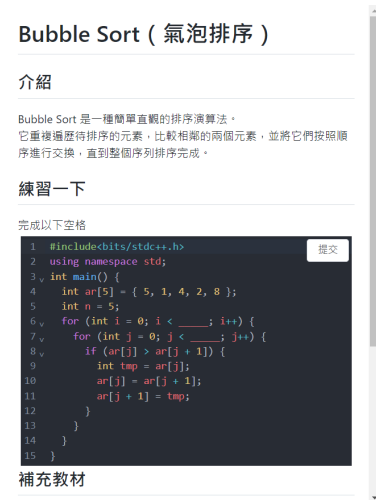 Bubble Sort ( 氣泡排序 )
介紹
Bubble Sort 是一種簡單直觀的排序演算法。
它重複遍歷待排序的元素，比較相鄰的兩個元素，並將它們按照順
序進行交換，直到整個序列排序完成。
練習一下
完成以下空格
提交
1 #include<bits/stdc++.h>
2 using namespace std;
3 int main() {
4 int ar[5] = { 5, 1, 4, 2, 8 };
5 int n = 5;
6 for (int i = 0; i < _____; i++) {
7 for (int j = 0; j < _____; j++) {
8 if (ar[j] > ar[j + 1]) {
9 int tmp = ar[j];
10 ar[j] = ar[j + 1];
11 ar[j + 1] = tmp;
12 }
13 }
14 }
15 }
補充教材